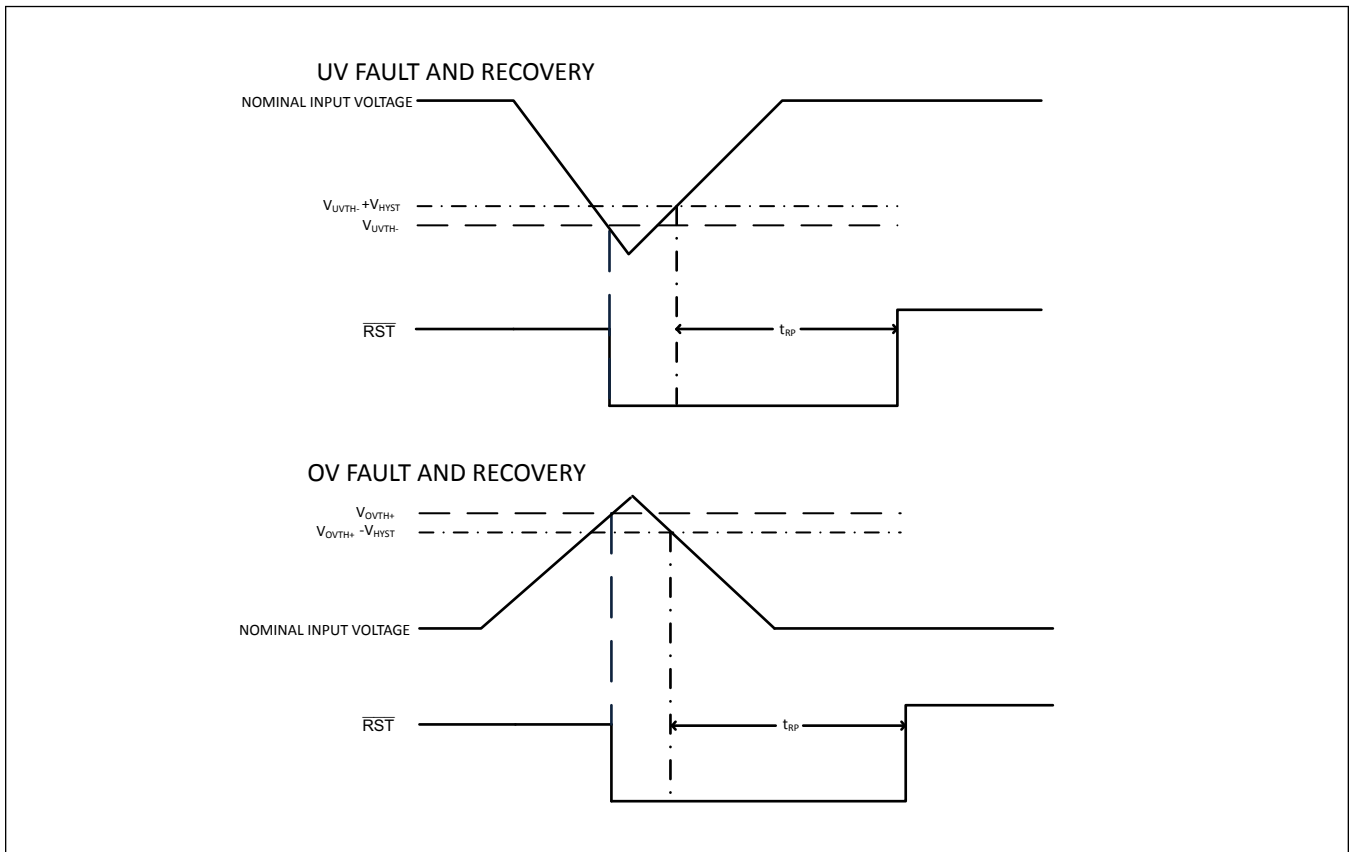 UV FAULT AND RECOVERY
NOMINAL INPUT VOLTAGE
VUVTH- +VHYST
VUVTH-
RST
tRP
OV FAULT AND RECOVERY
VOVTH+
VOVTH+ -VHYST
NOMINAL INPUT VOLTAGE
RST
tRP